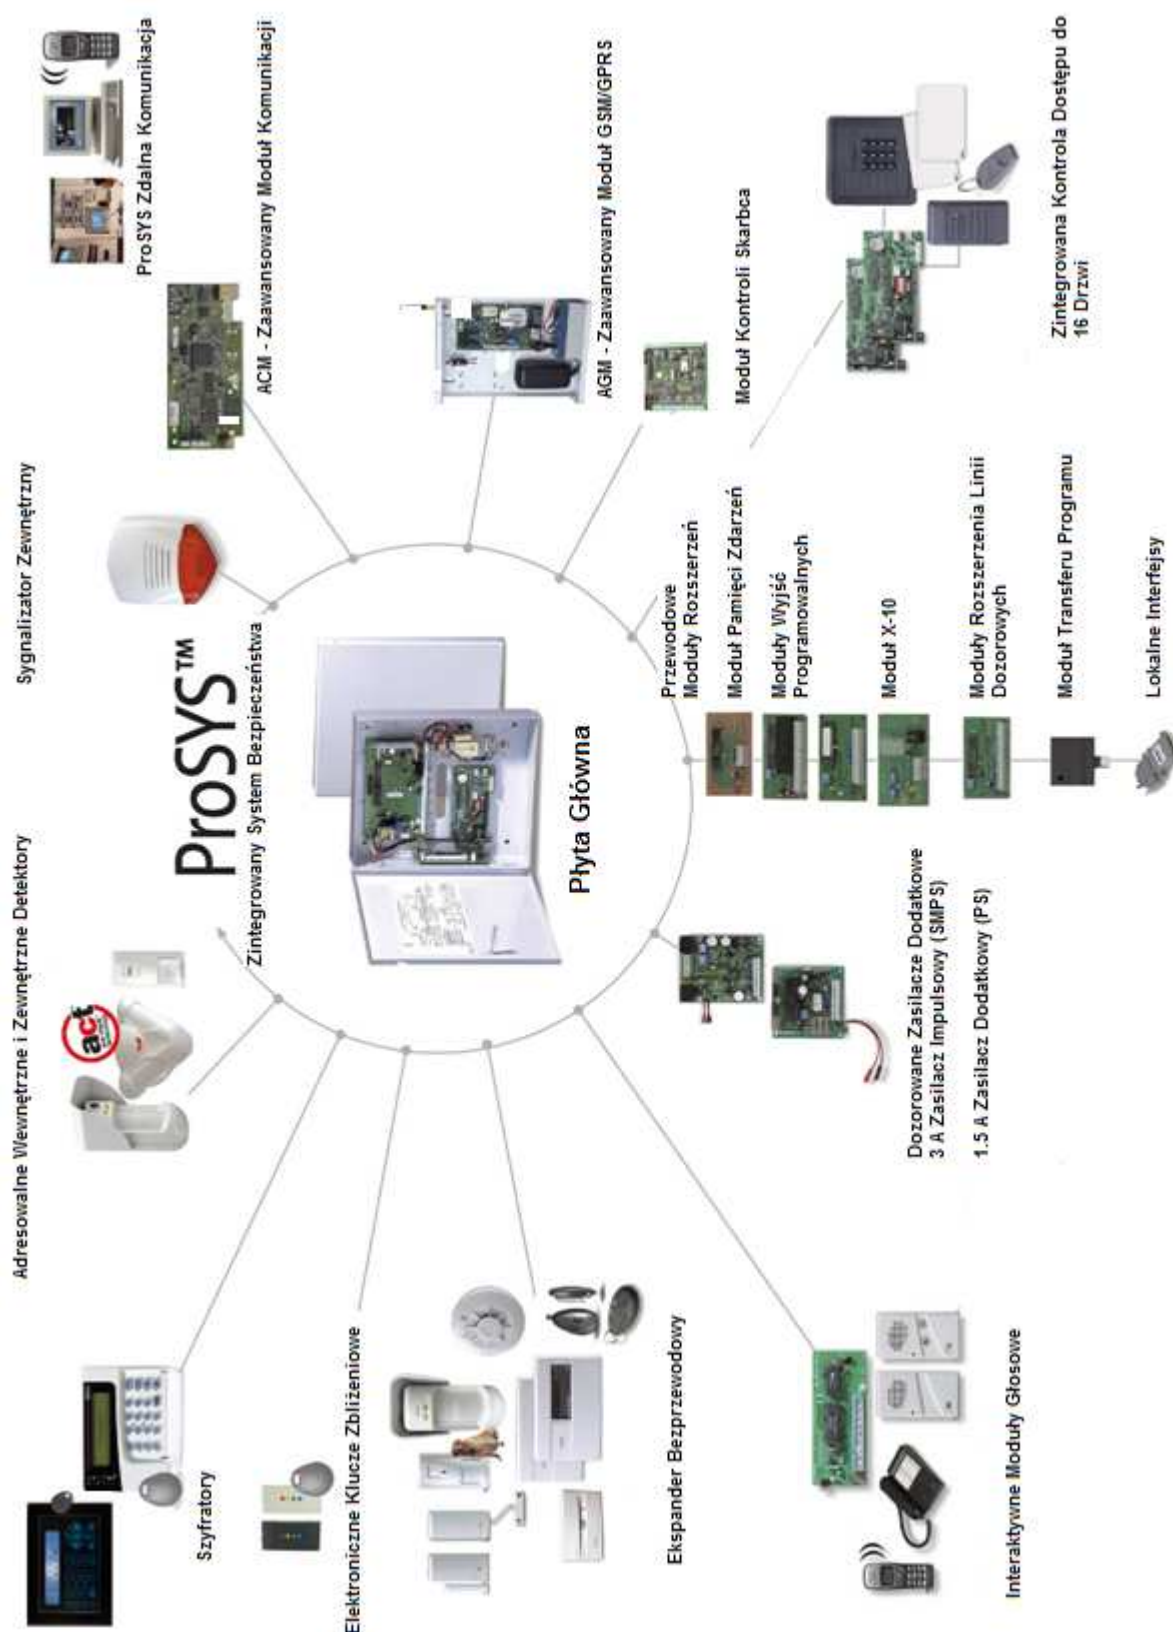 Adresowalne Wewnętrzne i Zewnętrzne Detektory
Sygnalizator Zewnętrzny
ProSYS Zdalna Komunikacja
act
ProSYS™
Zintegrowany System Bezpieczeństwa
ACM - Zaawansowany Moduł Komunikacji
Szyfratory
Elektroniczne Klucze Zbliżeniowe
Płyta Główna
AGM - Zaawansowany Moduł GSM/GPRS
Ekspander Bezprzewodowy
Przewodowe
Moduły Rozszerzeń
Moduł Kontroli Skarbca
Moduł Pamięci Zdarzeń
Moduły Wyjść
Programowalnych
Moduł X-10
Dozorowane Zasilacze Dodatkowe
3 A Zasilacz Impulsowy (SMPS)
1.5 A Zasilacz Dodatkowy (PS)
Moduły Rozszerzenia Linii
Dozorowych
Interaktywne Moduły Głosowe
Moduł Transferu Programu
Zintegrowana Kontrola Dostępu do
16 Drzwi
Lokalne Interfejsy